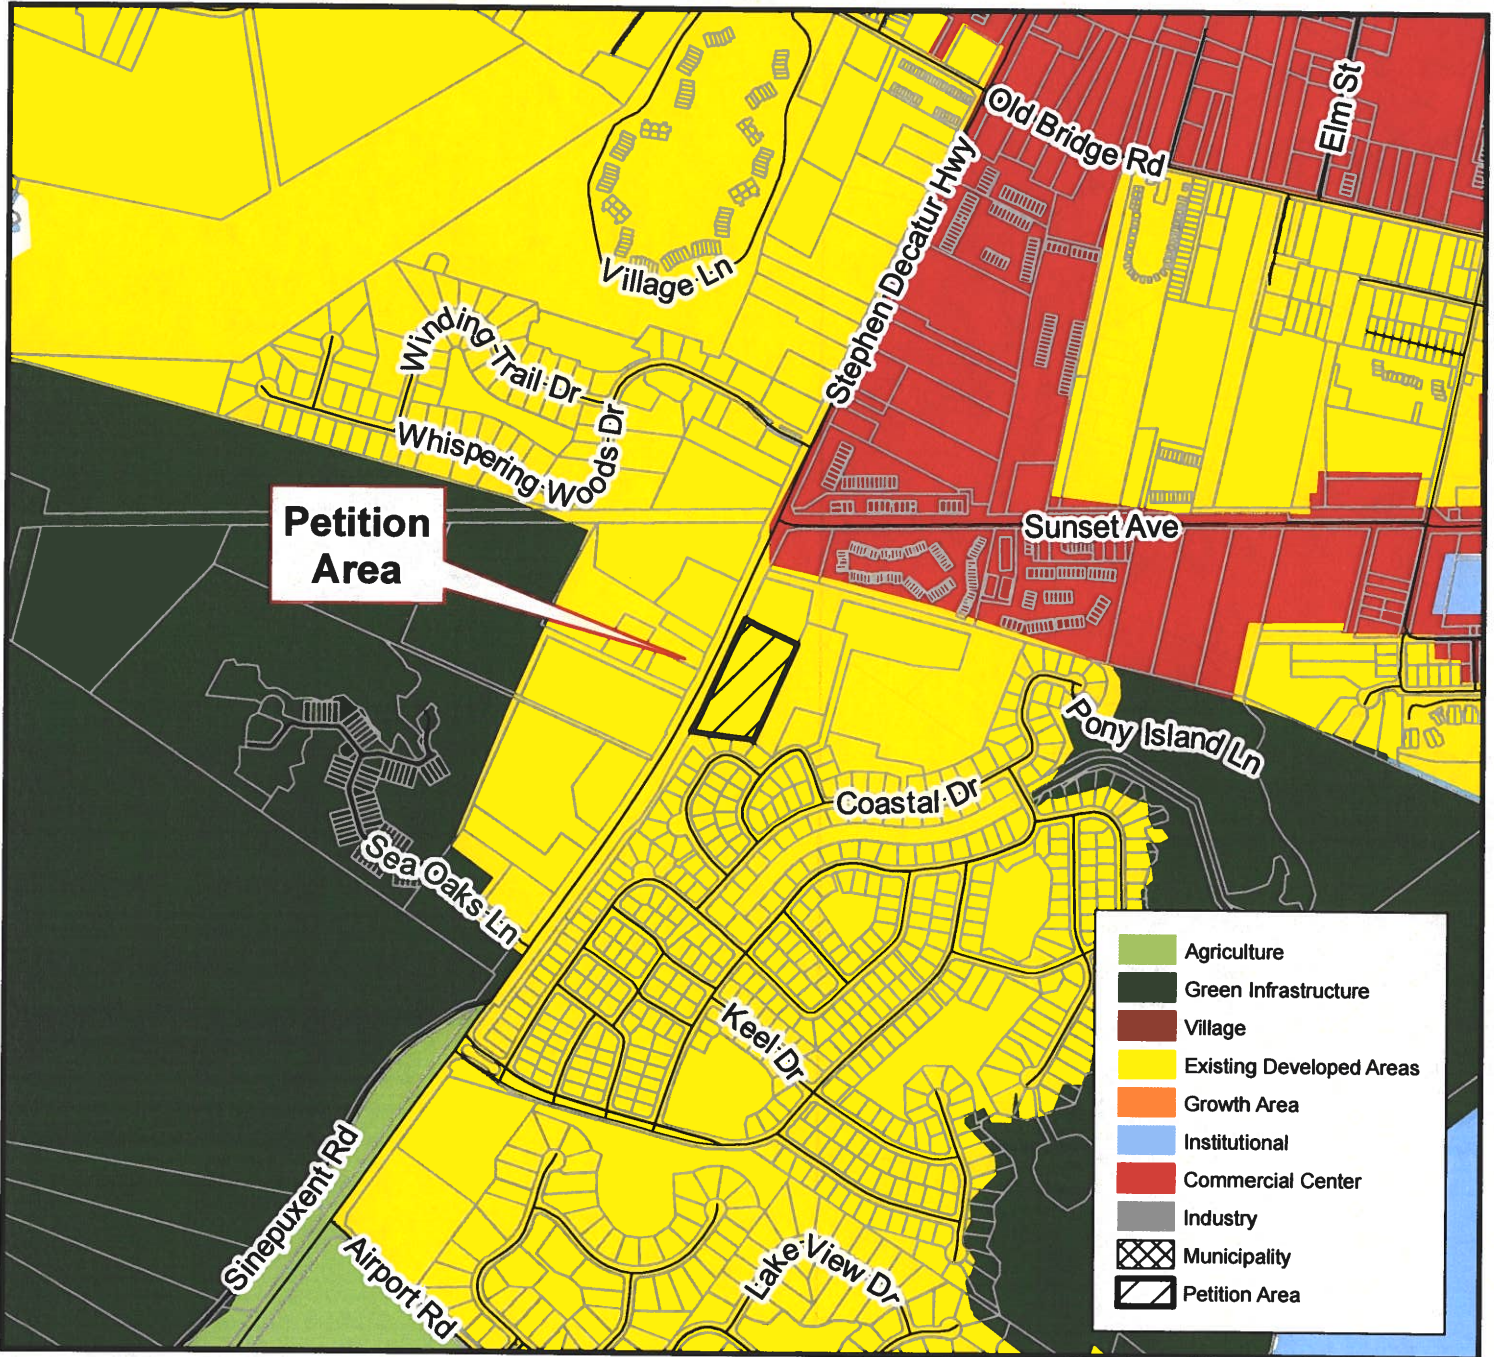 Elm St
Old Bridge Rd
Stephen Decatur Hwy
Village Ln
Winding Trail Dr
Whispering Woods Dr
Petition
Area
Sunset Ave
Pony Island Ln
Coastal Dr
Sea Oaks Ln
Keel Dr
Sinepuxent Rd
Airport Rd
Lake View Dr
Agriculture
Green Infrastructure
Village
Existing Developed Areas
Growth Area
Institutional
Commercial Center
Industry
Municipality
Petition Area